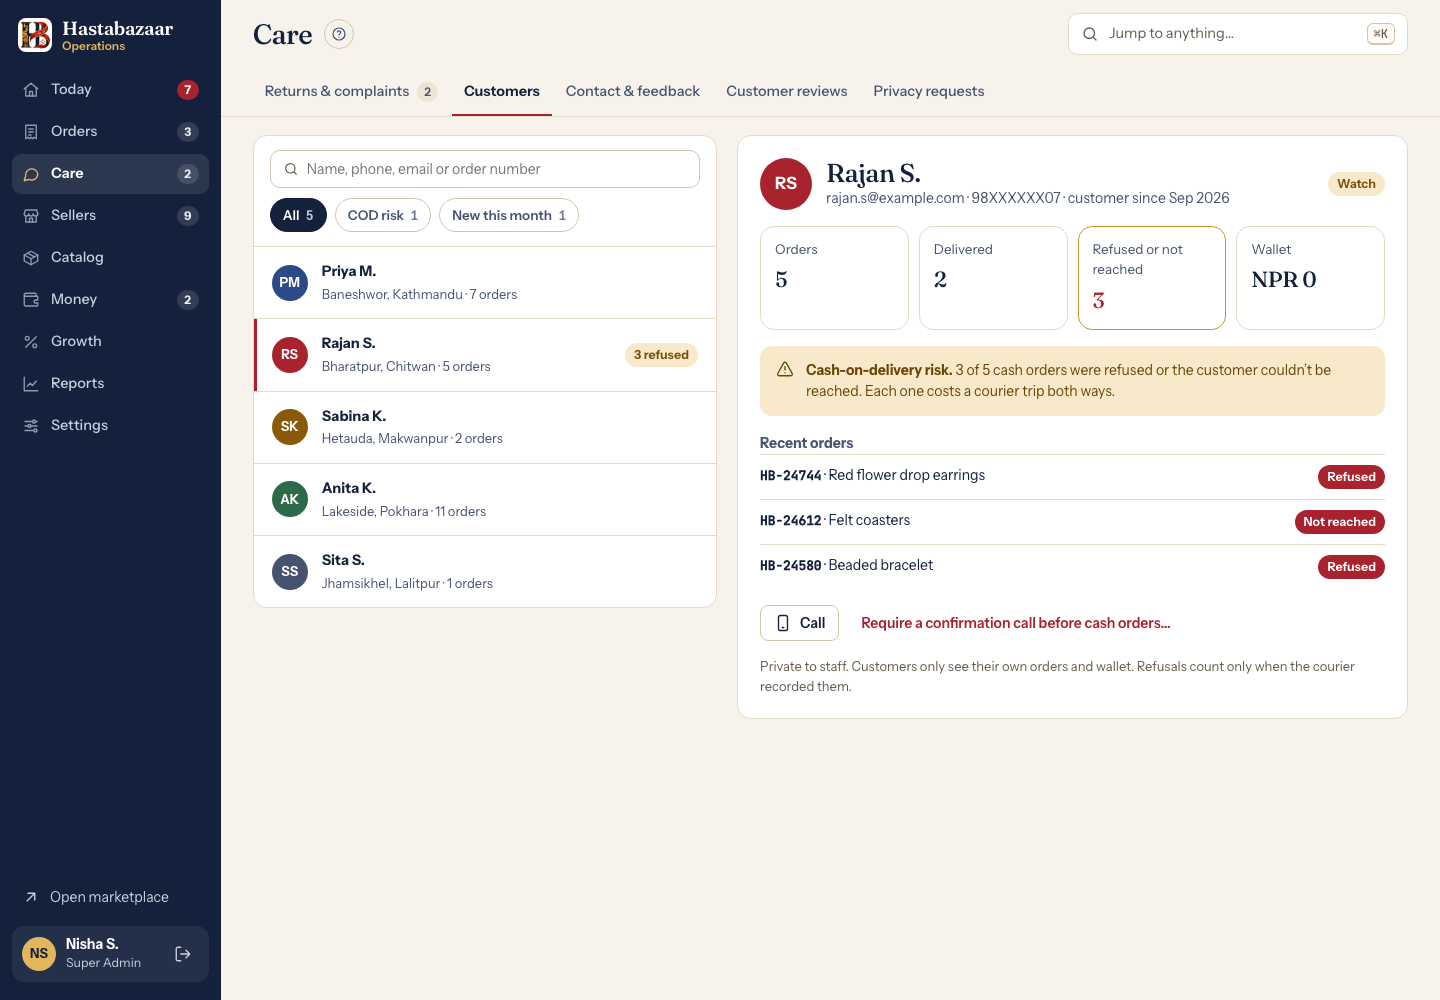 Hastabazaar
Operations
Today 7
Orders 3
Care 2
Sellers 9
Catalog
Money 2
Growth
Reports
Settings
Open marketplace
NS
Nisha S.
Super Admin
Care
Jump to anything...
⌘K
Returns & complaints 2
Customers
Contact & feedback
Customer reviews
Privacy requests
Name, phone, email or order number
All 5
COD risk 1
New this month 1
PM
Priya M.
Baneshwor, Kathmandu · 7 orders
RS
Rajan S.
Bharatpur, Chitwan · 5 orders
3 refused
SK
Sabina K.
Hetauda, Makwanpur · 2 orders
AK
Anita K.
Lakeside, Pokhara · 11 orders
SS
Sita S.
Jhamsikhel, Lalitpur · 1 orders
RS
Rajan S.
rajan.s@example.com · 98XXXXXX07 · customer since Sep 2026
Watch
Orders
5
Delivered
2
Refused or not
reached
3
Wallet
NPR 0
Cash-on-delivery risk. 3 of 5 cash orders were refused or the customer couldn't be
reached. Each one costs a courier trip both ways.
Recent orders
HB-24744 · Red flower drop earrings Refused
HB-24612 · Felt coasters Not reached
HB-24580 · Beaded bracelet Refused
Call
Require a confirmation call before cash orders...
Private to staff. Customers only see their own orders and wallet. Refusals count only when the courier
recorded them.